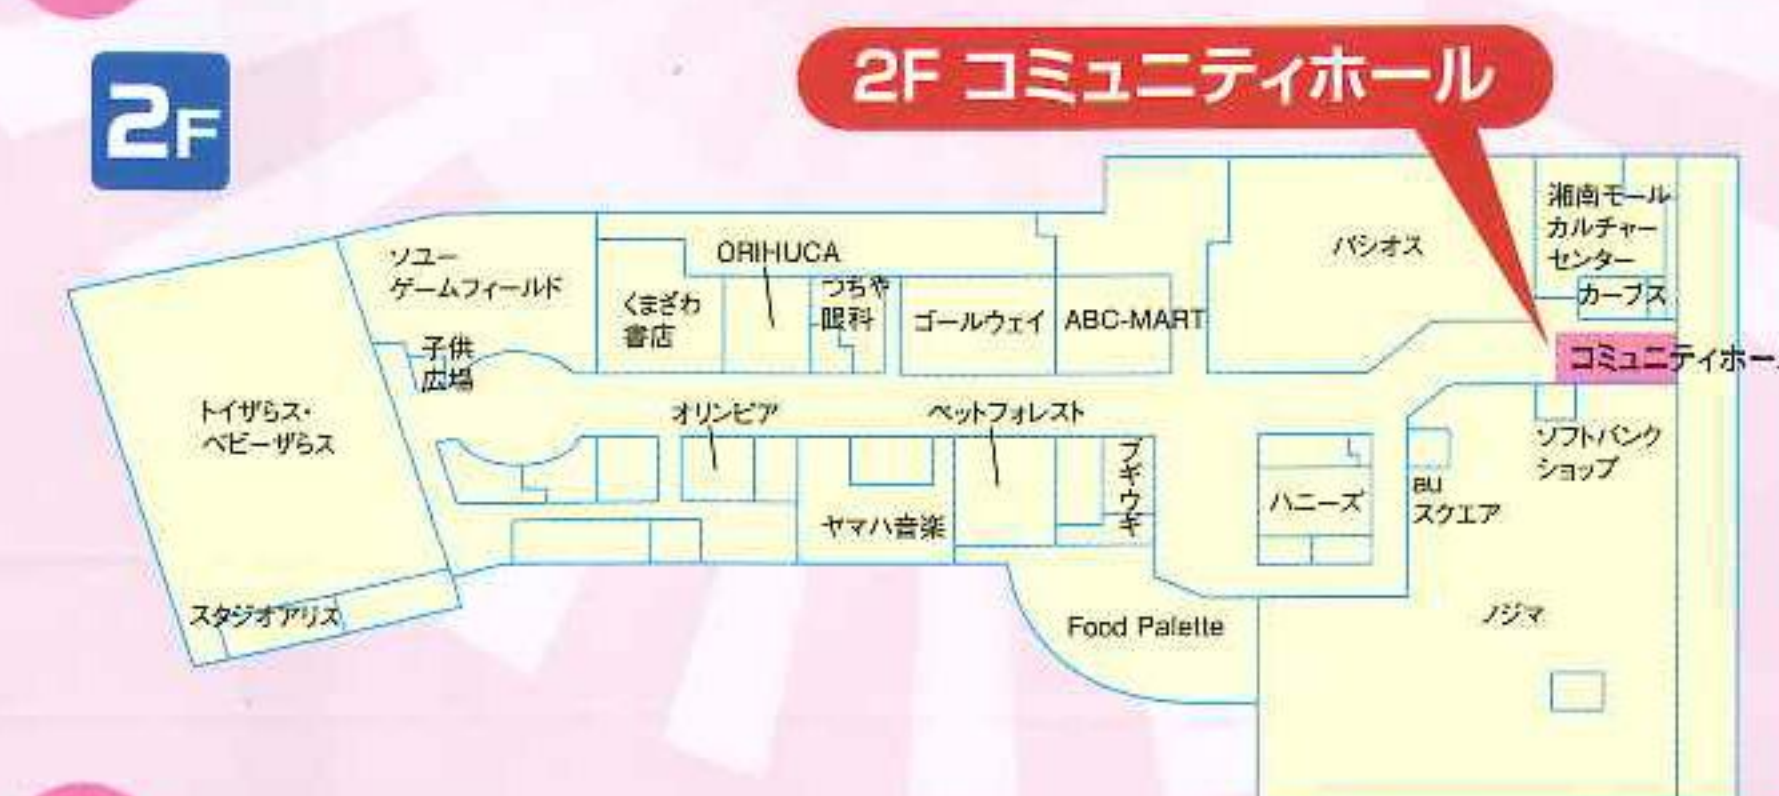 2F
2F コミュニティホール
湘南モール
カルチャー
センター
パシオス
カーブス
コミュニティホー
ソユー
ゲームフィールド
ORIHUCA
くまざわ
書店
つちや
眼科
ゴールウェイ
ABC-MART
子供
広場
トイザらス・
ベビーザらス
オリンピア
ペットフォレスト
ブギウギ
ソフトバンク
ショップ
ハニーズ
au
スクエア
ヤマハ音楽
スタジオアリス
Food Palette
ノジマ